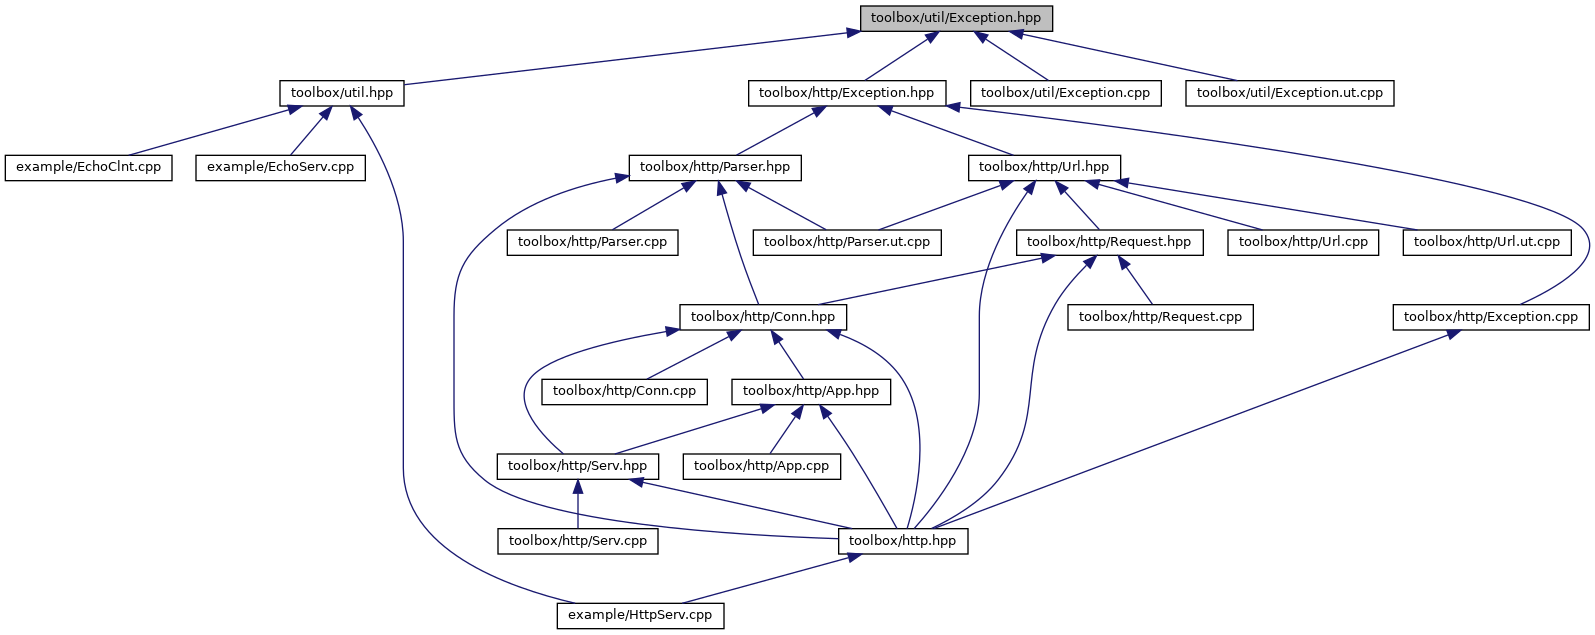 toolbox/util/Exception.hpp
toolbox/util.hpp
toolbox/http/Exception.hpp
toolbox/util/Exception.cpp
toolbox/util/Exception.ut.cpp
example/EchoClnt.cpp
example/EchoServ.cpp
toolbox/http/Parser.hpp
toolbox/http/Url.hpp
toolbox/http/Parser.cpp
toolbox/http/Parser.ut.cpp
toolbox/http/Request.hpp
toolbox/http/Url.cpp
toolbox/http/Url.ut.cpp
toolbox/http/Conn.hpp
toolbox/http/Request.cpp
toolbox/http/Exception.cpp
toolbox/http/Conn.cpp
toolbox/http/App.hpp
toolbox/http/Serv.hpp
toolbox/http/App.cpp
toolbox/http/Serv.cpp
toolbox/http.hpp
example/HttpServ.cpp